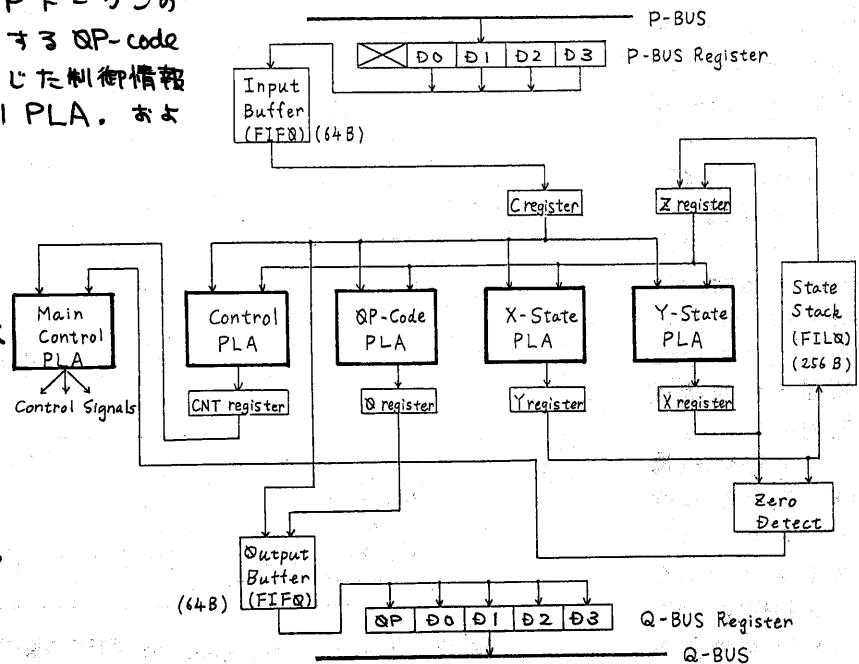 Pトークンの
する OP-code
じた制御情報
l PLA. およ
P-BUS
D0 D1 D2 D3
P-BUS Register
Input
Buffer
(FIFO) (64B)
C register
Z register
Main
Control
PLA
Control
PLA
OP-Code
PLA
X-State
PLA
Y-State
PLA
State
Stack
(FILO)
(256 B)
Control Signals
CNT register
O register
Y register
X register
Zero
Detect
Output
Buffer
(FIFO)
(64B)
OP D0 D1 D2 D3
Q-BUS Register
Q-BUS